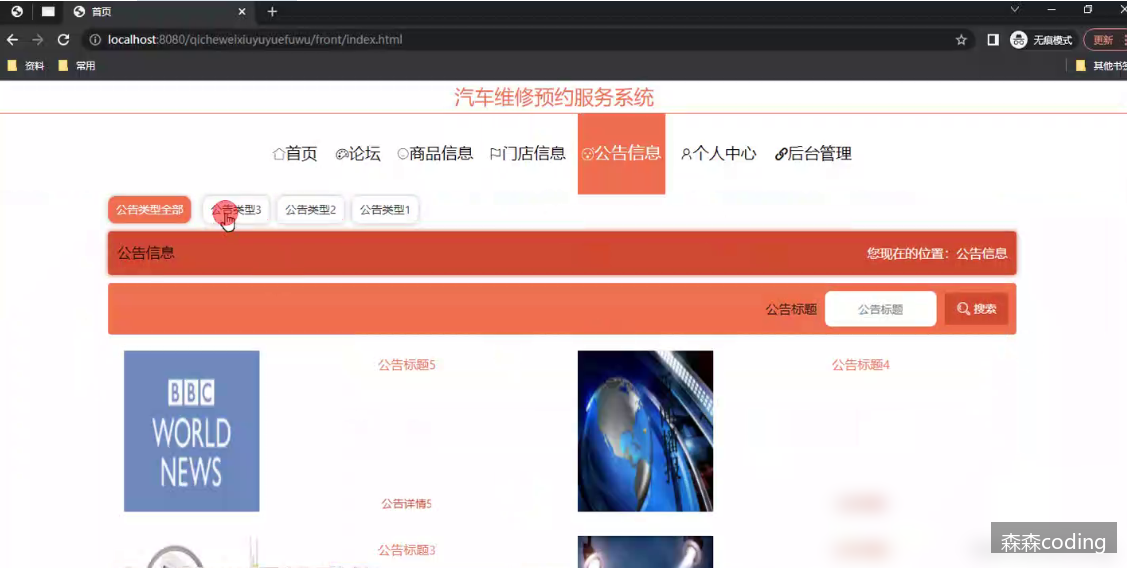 首页
localhost:8080/qicheweixiuyuyuefuwu/front/index.html
无痕模式
更新
资料
常用
其他书签
汽车维修预约服务系统
首页 论坛 商品信息 门店信息 公告信息 个人中心 后台管理
公告类型全部 公告类型3 公告类型2 公告类型1
公告信息
您现在的位置：公告信息
公告标题 公告标题 搜索
BBC
WORLD
NEWS
公告标题5
公告标题4
公告详情5
公告标题3
森森coding